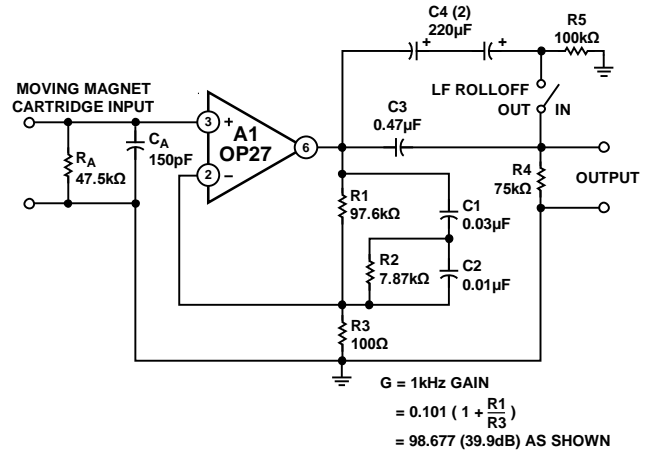 C4 (2)
220µF
+
+
R5
100kΩ
MOVING MAGNET
CARTRIDGE INPUT
LF ROLLOFF
OUT
IN
C3
0.47µF
3
+
A1
OP27
6
2
–
RA
47.5kΩ
CA
150pF
R1
97.6kΩ
C1
0.03µF
R2
7.87kΩ
C2
0.01µF
R3
100Ω
R4
75kΩ
OUTPUT
G = 1kHz GAIN
= 0.101 ( 1 + R1
R3 )
= 98.677 (39.9dB) AS SHOWN